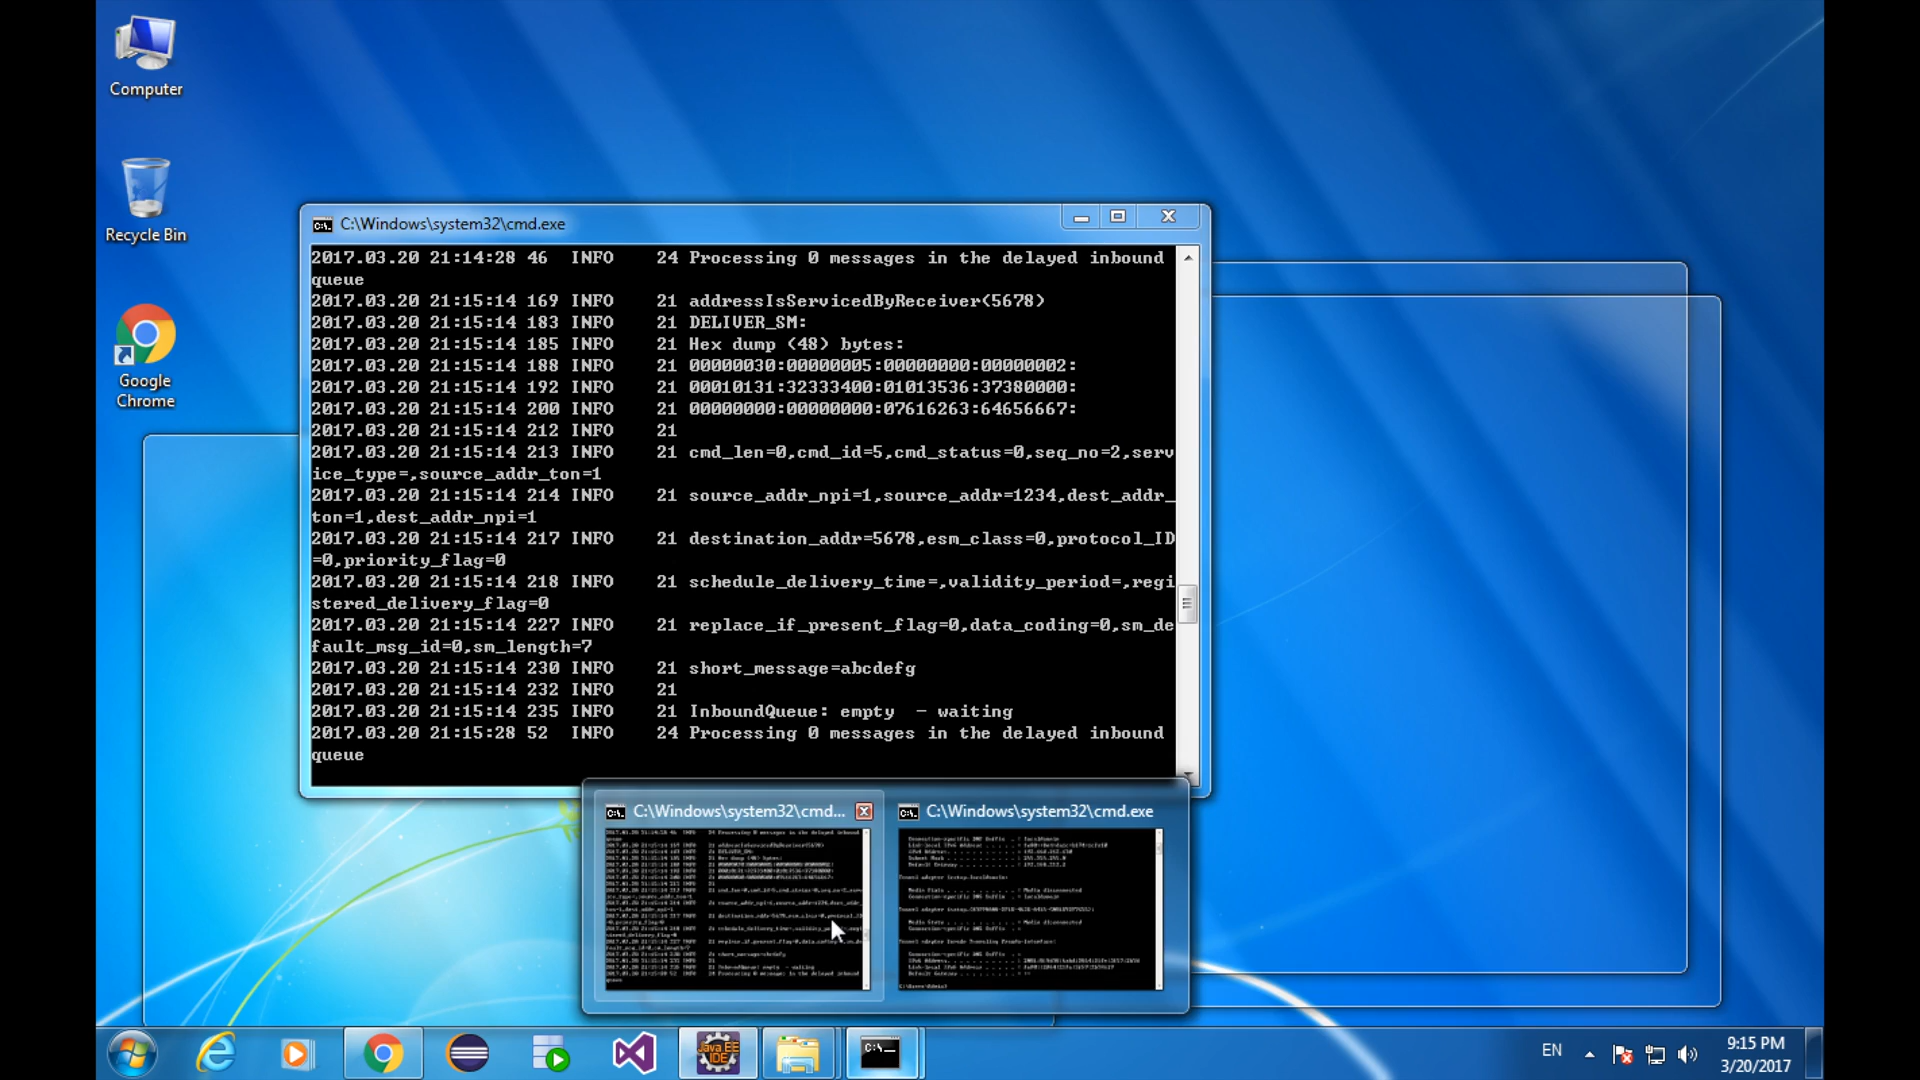 Computer
Recycle Bin
Google
Chrome
C:\Windows\system32\cmd.exe
2017.03.20 21:14:28 46  INFO    24 Processing 0 messages in the delayed inbound
queue
2017.03.20 21:15:14 169 INFO    21 addressIsServicedByReceiver(5678)
2017.03.20 21:15:14 183 INFO    21 DELIVER_SM:
2017.03.20 21:15:14 185 INFO    21 Hex dump (48) bytes:
2017.03.20 21:15:14 188 INFO    21 00000030:00000005:00000000:00000002:
2017.03.20 21:15:14 192 INFO    21 00010131:32333400:01013536:37380000:
2017.03.20 21:15:14 200 INFO    21 00000000:00000000:07616263:64656667:
2017.03.20 21:15:14 212 INFO    21
2017.03.20 21:15:14 213 INFO    21 cmd_len=0,cmd_id=5,cmd_status=0,seq_no=2,serv
ice_type=,source_addr_ton=1
2017.03.20 21:15:14 214 INFO    21 source_addr_npi=1,source_addr=1234,dest_addr_
ton=1,dest_addr_npi=1
2017.03.20 21:15:14 217 INFO    21 destination_addr=5678,esm_class=0,protocol_ID
=0,priority_flag=0
2017.03.20 21:15:14 218 INFO    21 schedule_delivery_time=,validity_period=,regi
stered_delivery_flag=0
2017.03.20 21:15:14 227 INFO    21 replace_if_present_flag=0,data_coding=0,sm_de
fault_msg_id=0,sm_length=7
2017.03.20 21:15:14 230 INFO    21 short_message=abcdefg
2017.03.20 21:15:14 232 INFO    21
2017.03.20 21:15:14 235 INFO    21 InboundQueue: empty  - waiting
2017.03.20 21:15:28 52  INFO    24 Processing 0 messages in the delayed inbound
queue
C:\Windows\system32\cmd...
C:\Windows\system32\cmd.exe
Java EE
IDE
EN
9:15 PM
3/20/2017